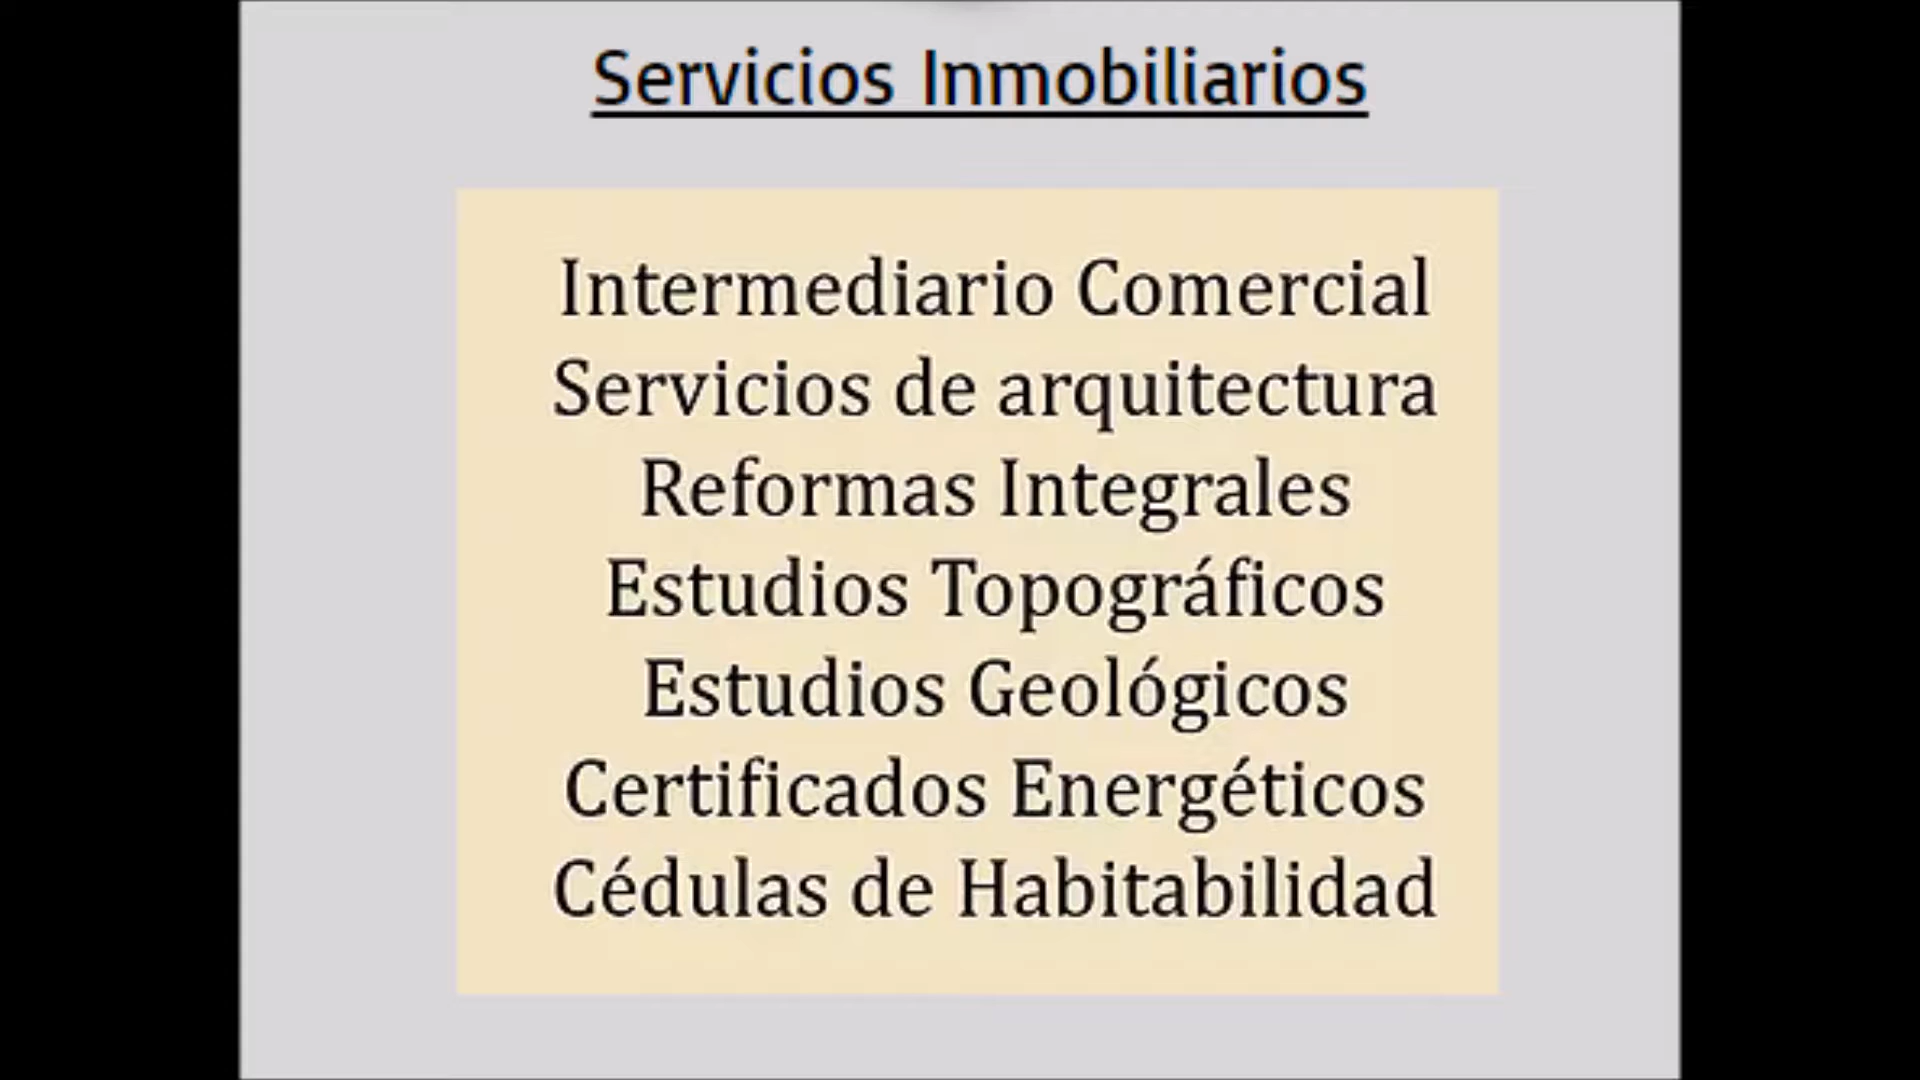 Servicios Inmobiliarios
Intermediario Comercial
Servicios de arquitectura
Reformas Integrales
Estudios Topográficos
Estudios Geológicos
Certificados Energéticos
Cédulas de Habitabilidad